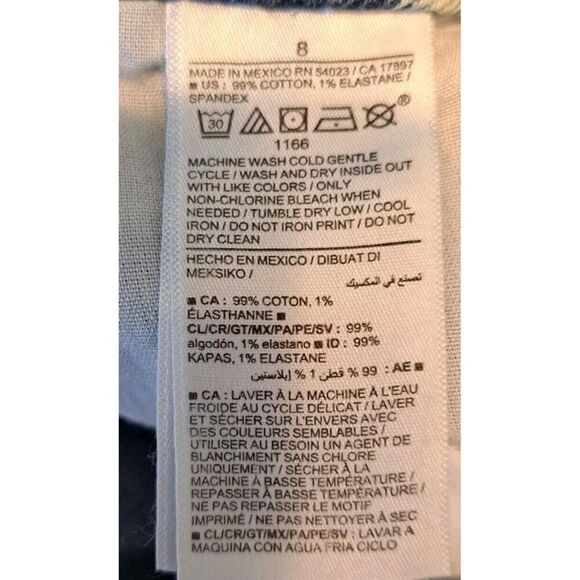 8
MADE IN MEXICO RN 54023 / CA 17897
■ US : 99% COTTON, 1% ELASTANE /
SPANDEX
30
®
1166
MACHINE WASH COLD GENTLE
CYCLE / WASH AND DRY INSIDE OUT
WITH LIKE COLORS / ONLY
NON-CHLORINE BLEACH WHEN
NEEDED / TUMBLE DRY LOW / COOL
IRON / DO NOT IRON PRINT / DO NOT
DRY CLEAN
HECHO EN MEXICO / DIBUAT DI
MEKSIKO /
تصنع في المكسيك
■ CA : 99% COTON, 1%
ÉLASTHANNE ■
CL/CR/GT/MX/PA/PE/SV : 99%
algodón, 1% elastano ■ ID : 99%
KAPAS, 1% ELASTANE
■ AE: 99 % قطن 1 % إيلاستين
■ CA : LAVER À LA MACHINE À L'EAU
FROIDE AU CYCLE DÉLICAT / LAVER
ET SÉCHER SUR L'ENVERS AVEC
DES COULEURS SEMBLABLES /
UTILISER AU BESOIN UN AGENT DE
BLANCHIMENT SANS CHLORE
UNIQUEMENT / SÉCHER À LA
MACHINE À BASSE TEMPÉRATURE /
REPASSER À BASSE TEMPÉRATURE /
NE PAS REPASSER LE MOTIF
IMPRIMÉ / NE PAS NETTOYER À SEC
■ CL/CR/GT/MX/PA/PE/SV : LAVAR A
MAQUINA CON AGUA FRIA CICLO